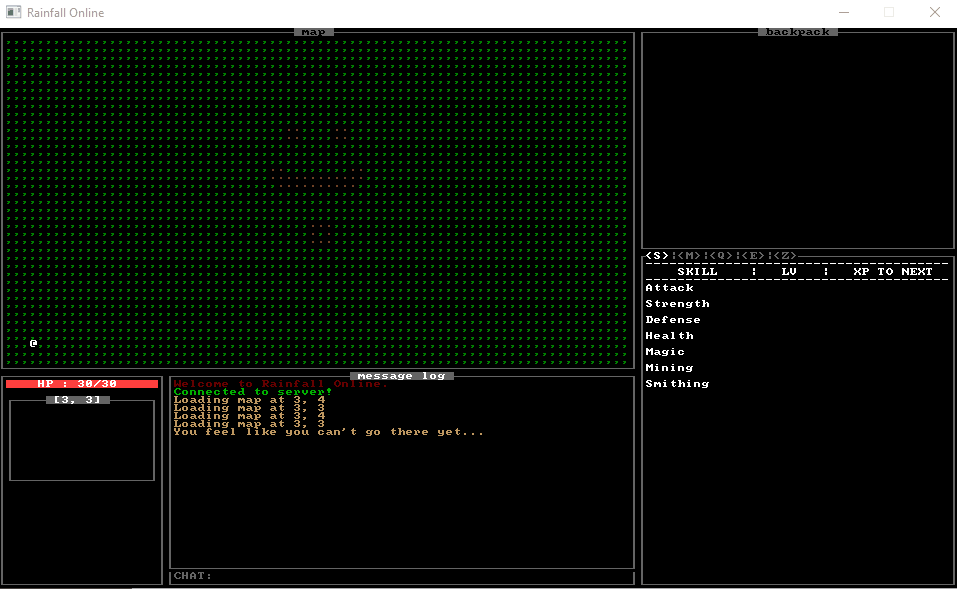 Rainfall Online
map
backpack
@
<S>¦<M>¦<Q>¦<E>¦<Z>
SKILL ¦ LV ¦ XP TO NEXT
Attack
Strength
Defense
Health
Magic
Mining
Smithing
HP : 30/30
[3, 3]
message log
Welcome to Rainfall Online.
Connected to server!
Loading map at 3, 4
Loading map at 3, 3
Loading map at 3, 4
Loading map at 3, 3
You feel like you can't go there yet...
CHAT: